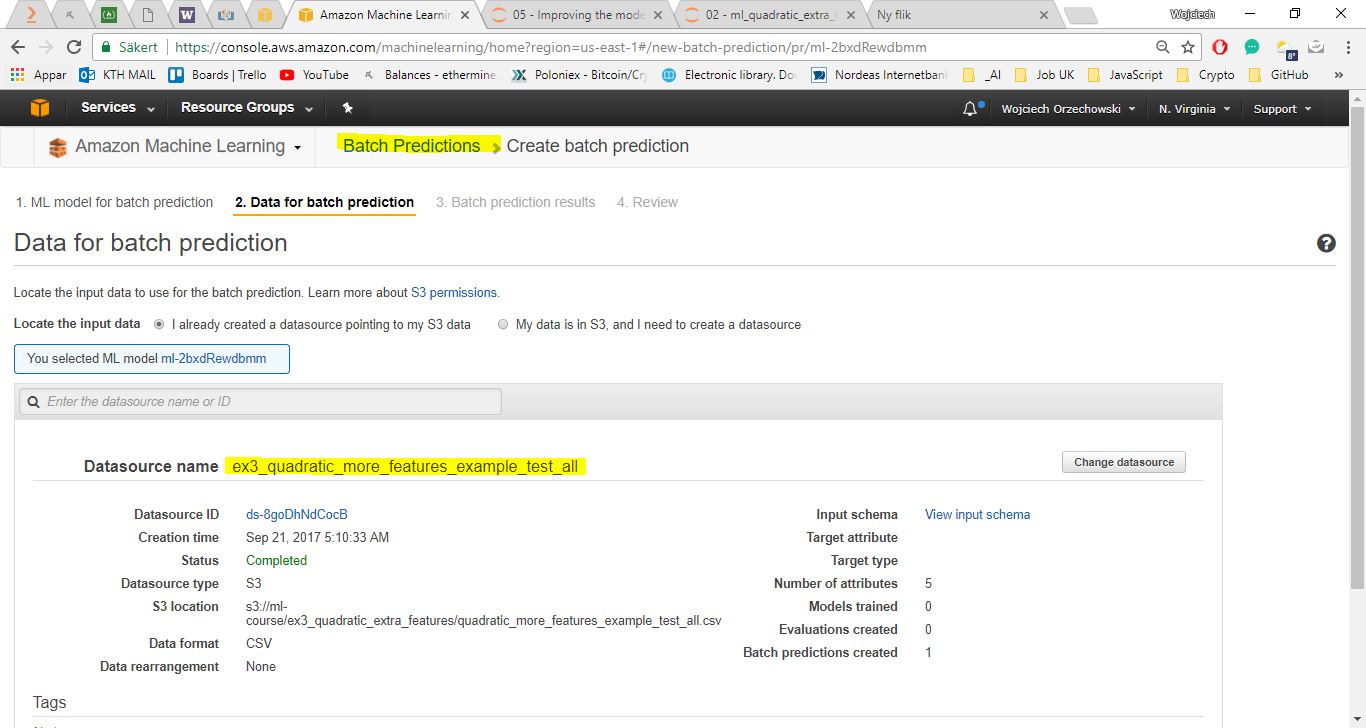 Amazon Machine Learnin
05 - Improving the mode
02 - ml_quadratic_extra_f
Ny flik
Wojciech
Säkert https://console.aws.amazon.com/machinelearning/home?region=us-east-1#/new-batch-prediction/pr/ml-2bxdRewdbmm
8°
Appar KTH MAIL Boards | Trello YouTube Balances - ethermine Poloniex - Bitcoin/Cry Electronic library. Do Nordeas Internetban _AI Job UK JavaScript Crypto GitHub »
Services Resource Groups Wojciech Orzechowski N. Virginia Support
Amazon Machine Learning Batch Predictions Create batch prediction
1. ML model for batch prediction 2. Data for batch prediction 3. Batch prediction results 4. Review
Data for batch prediction
?
Locate the input data to use for the batch prediction. Learn more about S3 permissions.
Locate the input data I already created a datasource pointing to my S3 data My data is in S3, and I need to create a datasource
You selected ML model ml-2bxdRewdbmm
Enter the datasource name or ID
Datasource name ex3_quadratic_more_features_example_test_all
Change datasource
Datasource ID ds-8goDhNdCocB
Creation time Sep 21, 2017 5:10:33 AM
Status Completed
Datasource type S3
S3 location s3://ml-
course/ex3_quadratic_extra_features/quadratic_more_features_example_test_all.csv
Data format CSV
Data rearrangement None
Input schema View input schema
Target attribute
Target type
Number of attributes 5
Models trained 0
Evaluations created 0
Batch predictions created 1
Tags